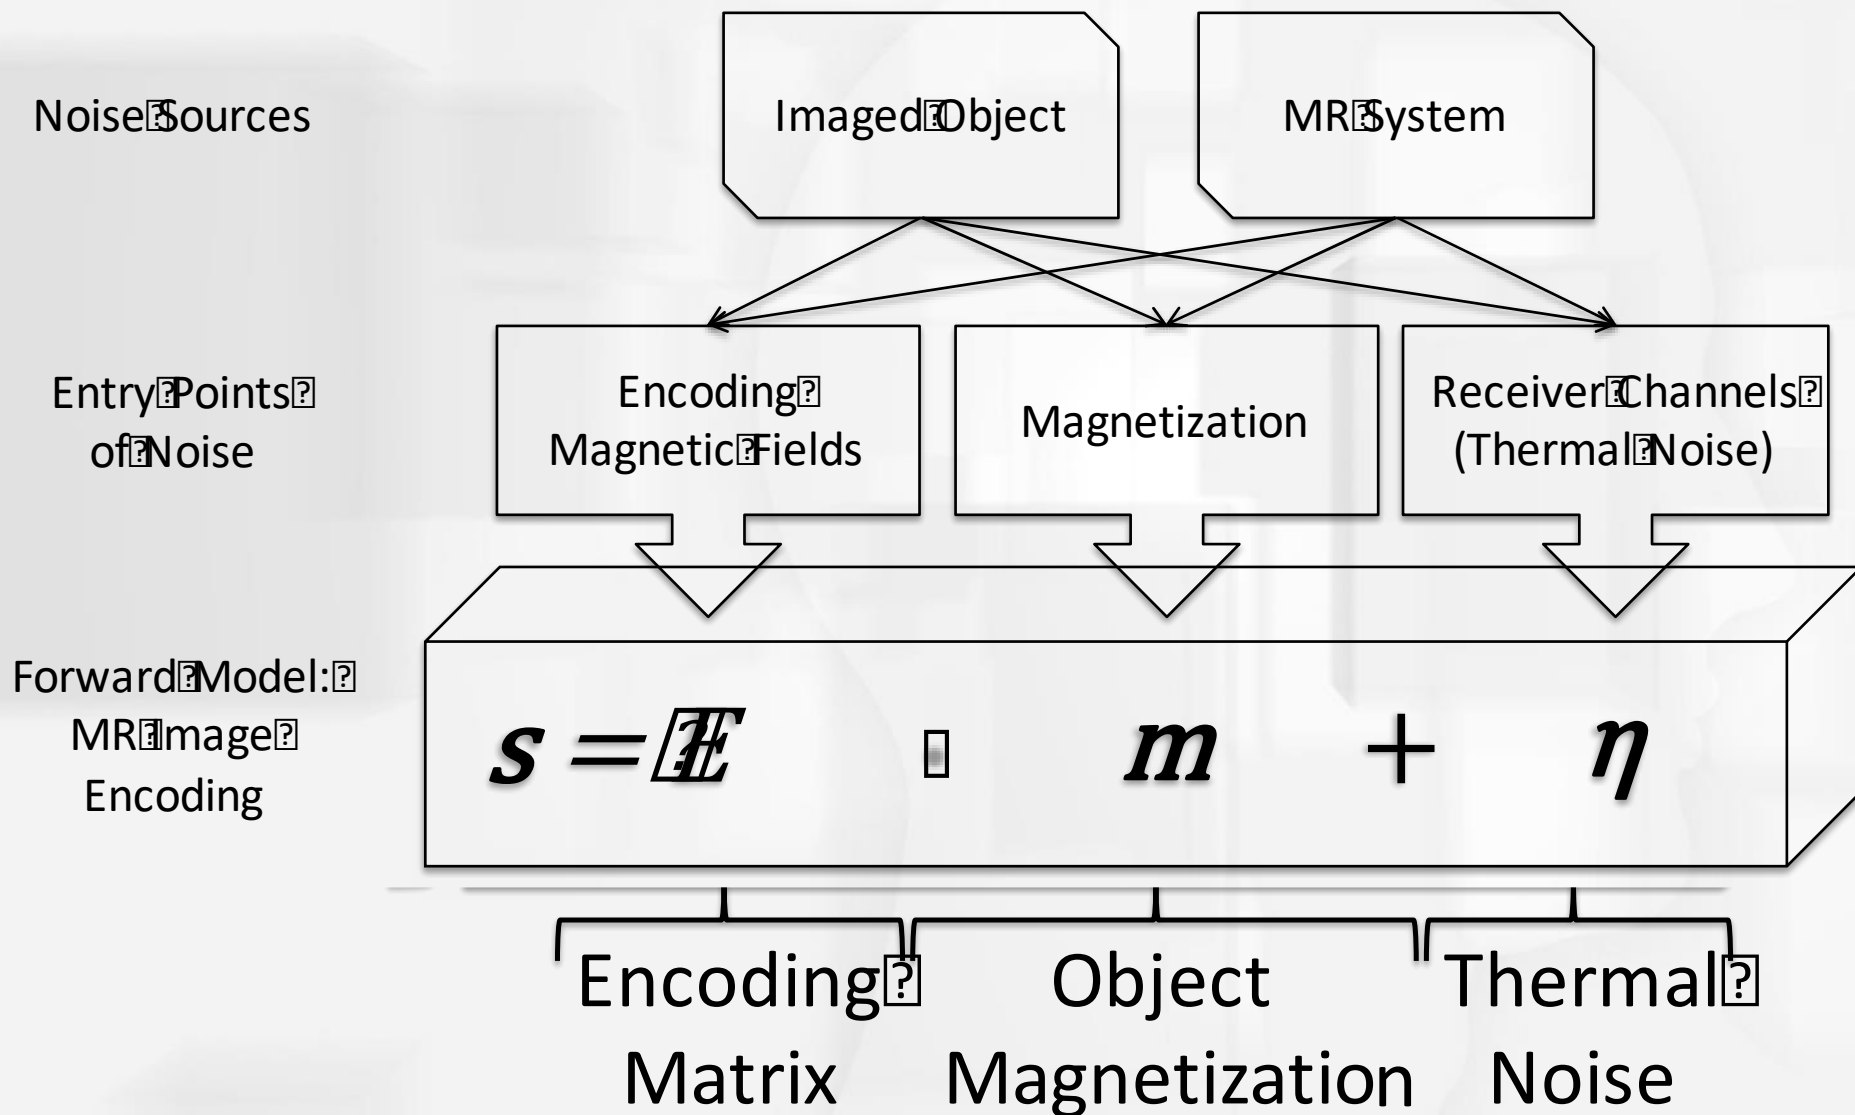 Noise Sources
Imaged Object
MR System
Entry Points
of Noise
Encoding
Magnetic Fields
Magnetization
Receiver Channels
(Thermal Noise)
Forward Model:
MR Image
Encoding
s = E
m
+
η
Encoding
Matrix
Object
Magnetization
Thermal
Noise